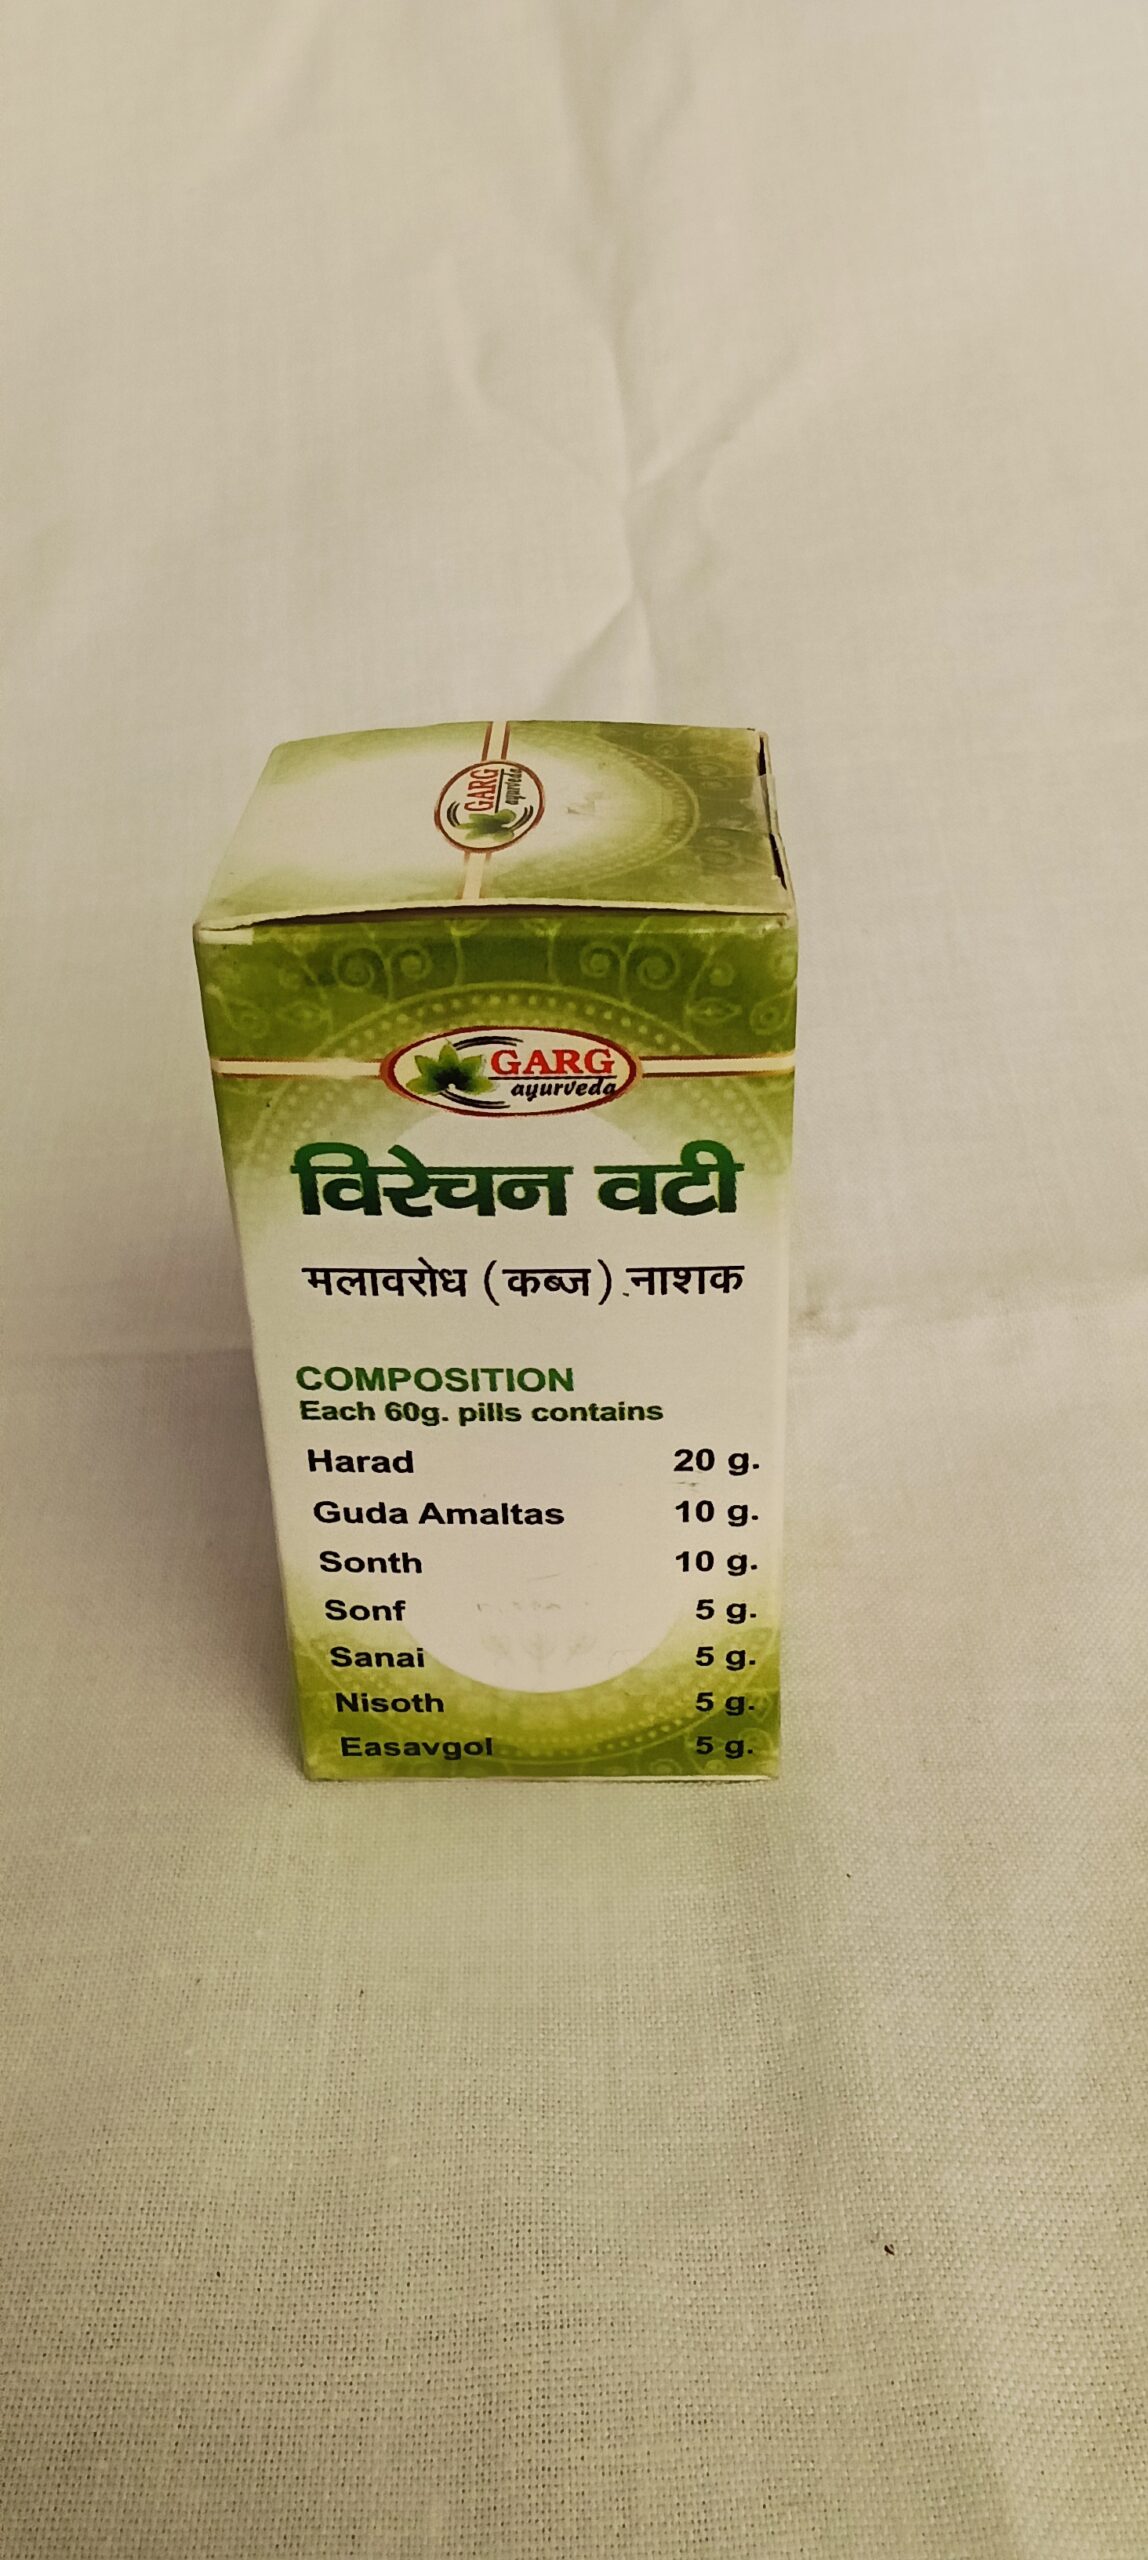 GARG
ayurveda
GARG
ayurveda
विरेचन वटी
मलावरोध (कब्ज) नाशक
COMPOSITION
Each 60g. pills contains
Harad 20 g.
Guda Amaltas 10 g.
Sonth 10 g.
Sonf 5 g.
Sanai 5 g.
Nisoth 5 g.
Easavgol 5 g.